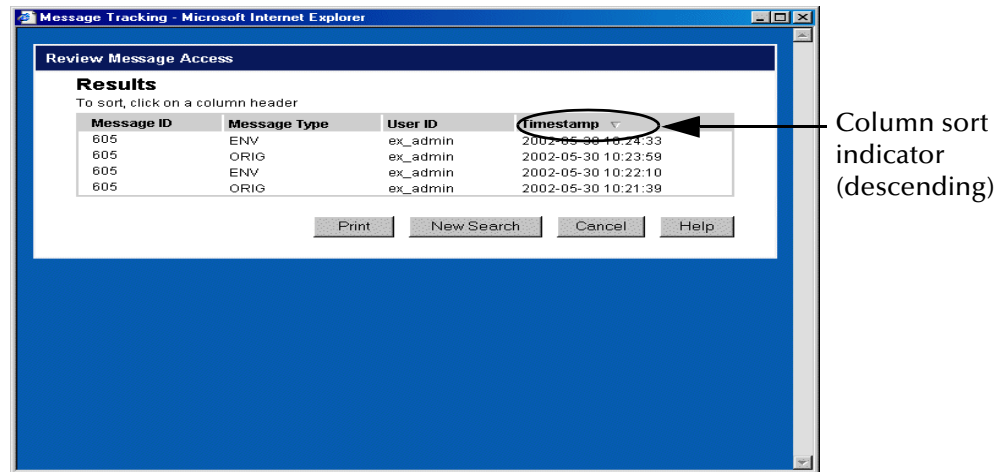 Message Tracking - Microsoft Internet Explorer
Review Message Access
Results
To sort, click on a column header
Message ID Message Type User ID Timestamp
605 ENV ex_admin 2002-05-30 10:24:33
605 ORIG ex_admin 2002-05-30 10:23:59
605 ENV ex_admin 2002-05-30 10:22:10
605 ORIG ex_admin 2002-05-30 10:21:39
Print New Search Cancel Help
Column sort
indicator
(descending)